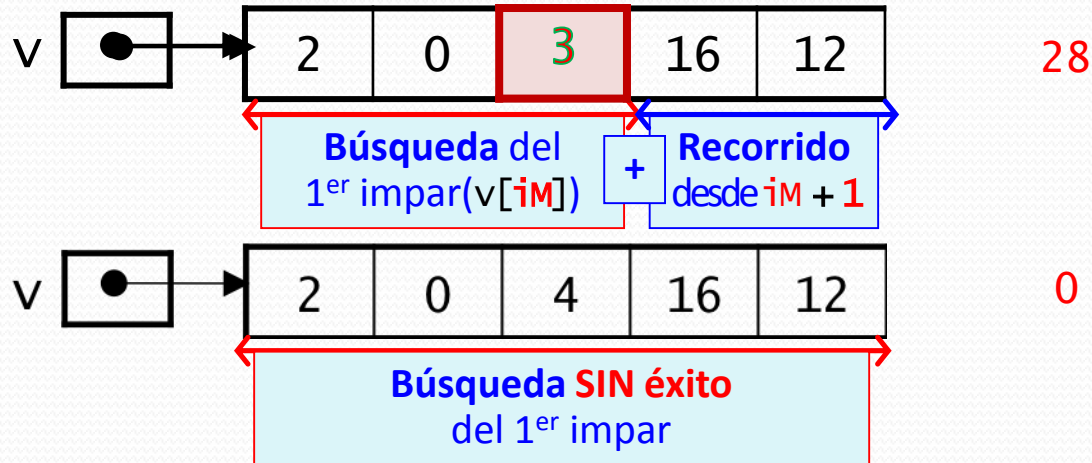 v 2 0 3 16 12 28
Búsqueda del
1er impar(v[iM])
+
Recorrido
desde iM + 1
v 2 0 4 16 12 0
Búsqueda SIN éxito
del 1er impar